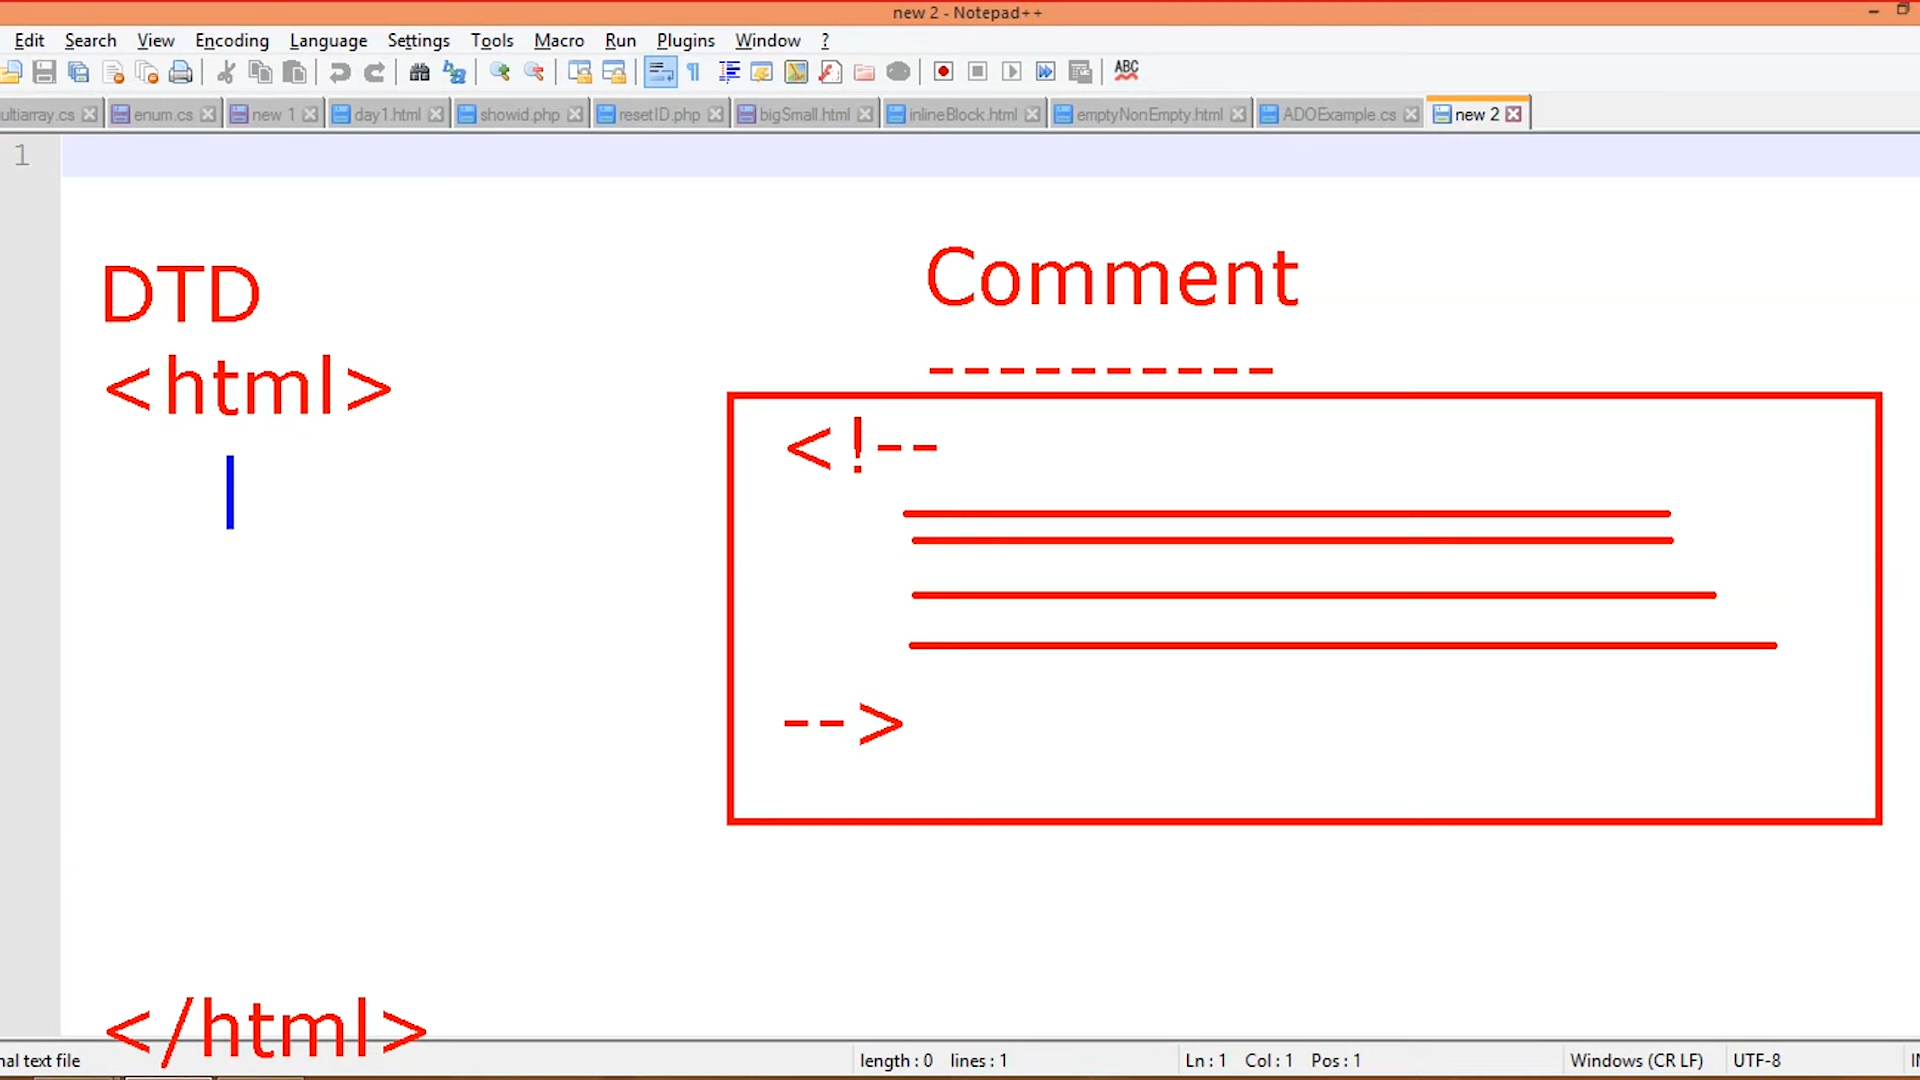 new 2 - Notepad++
Edit Search View Encoding Language Settings Tools Macro Run Plugins Window ?
ABC
ultiarray.cs enum.cs new 1 day1.html showid.php resetID.php bigSmall.html inlineBlock.html emptyNonEmpty.html ADOExample.cs new 2
1
DTD
<html>
</html>
Comment
----------
<!--
-->
nal text file length : 0 lines : 1 Ln : 1 Col : 1 Pos : 1 Windows (CR LF) UTF-8